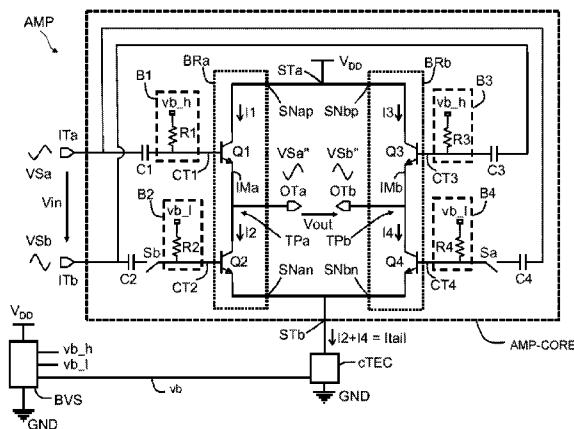 AMP
BRa
STa
VDD
BRb
B1
vb_h
R1
SNap
SNbp
B3
vb_h
R3
ITa
I1
I3
VSa
C1
CT1
Q1
VSa"
VSb"
Q3
CT3
C3
IMa
OTa
OTb
IMb
Vin
B2
vb_l
R2
I2
TPa
Vout
TPb
I4
B4
vb_l
R4
VSb
Sb
Sa
ITb
C2
CT2
Q2
SNan
SNbn
Q4
CT4
C4
STb
I2+I4 = Itail
AMP-CORE
VDD
vb_h
vb_l
vb
cTEC
BVS
GND
GND